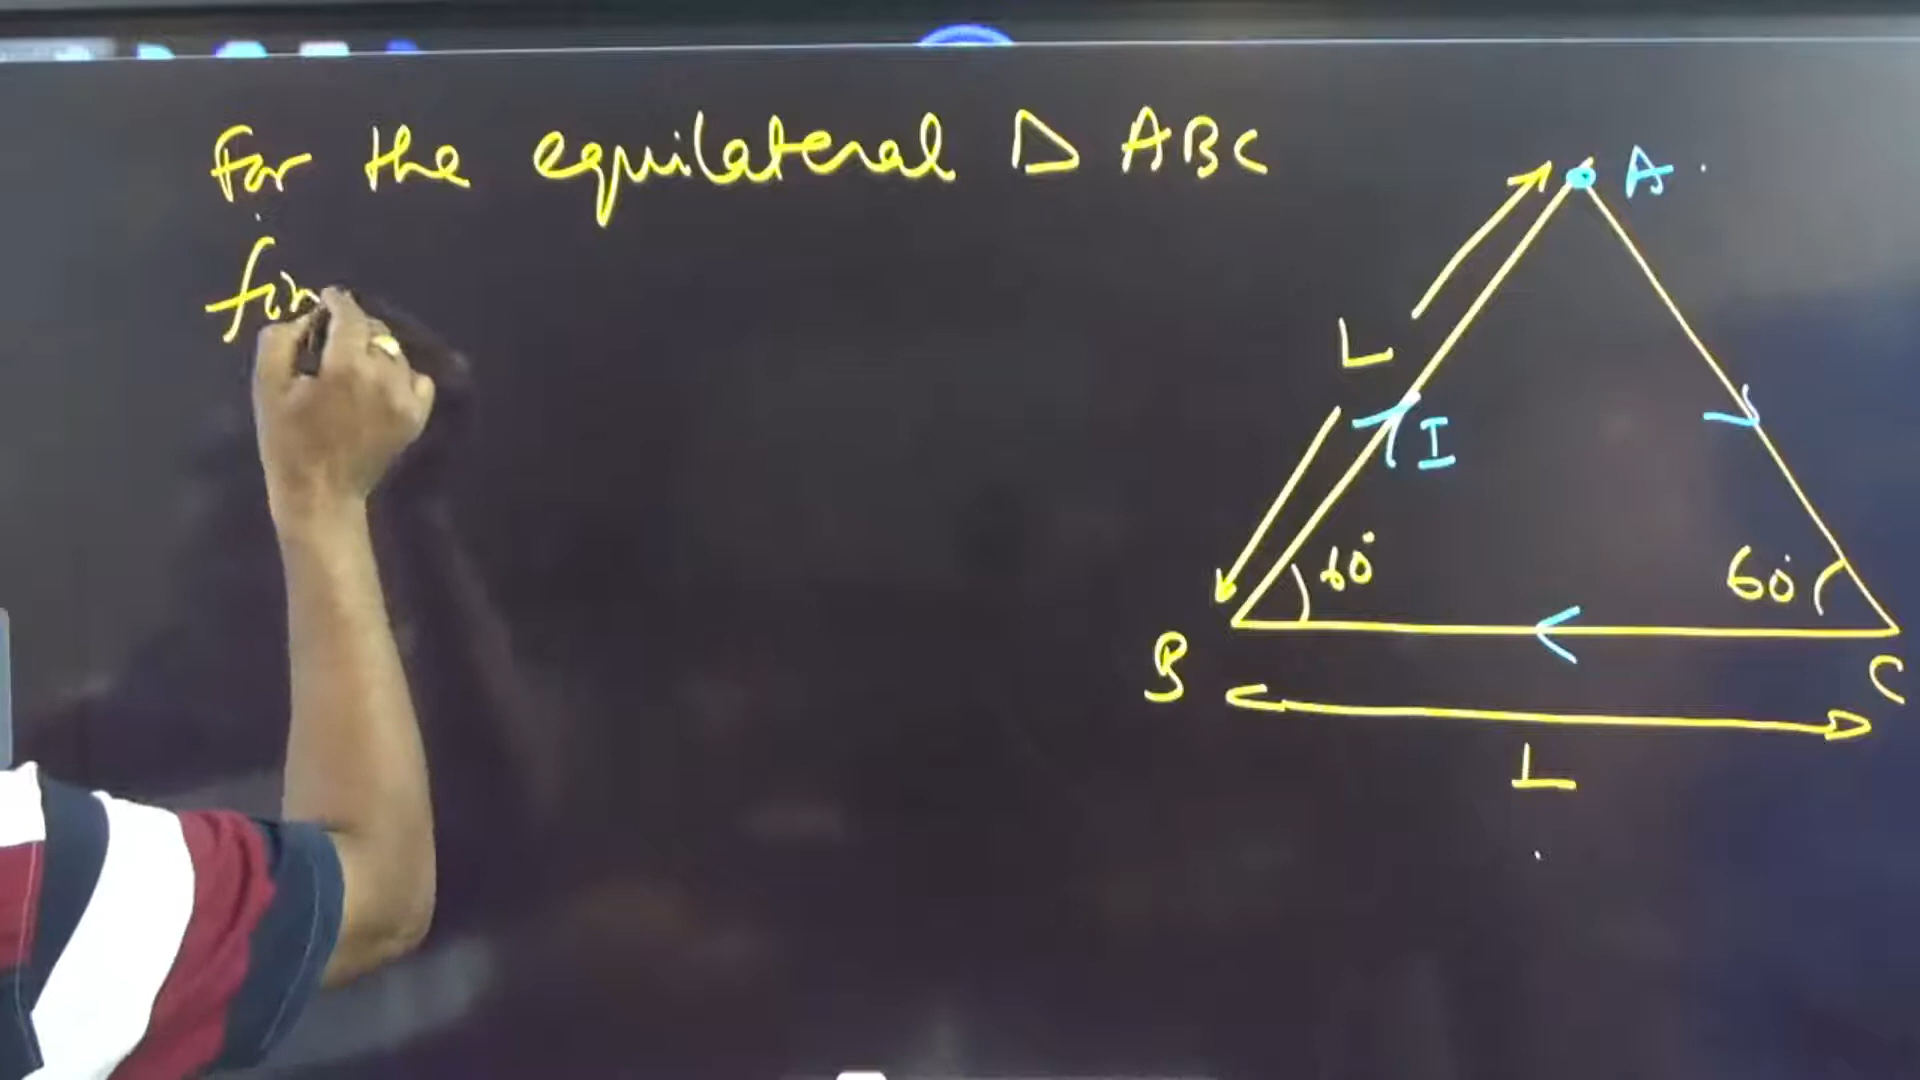 For the equilateral Δ ABC
fin
A
L
I
60°
60°
B
C
L